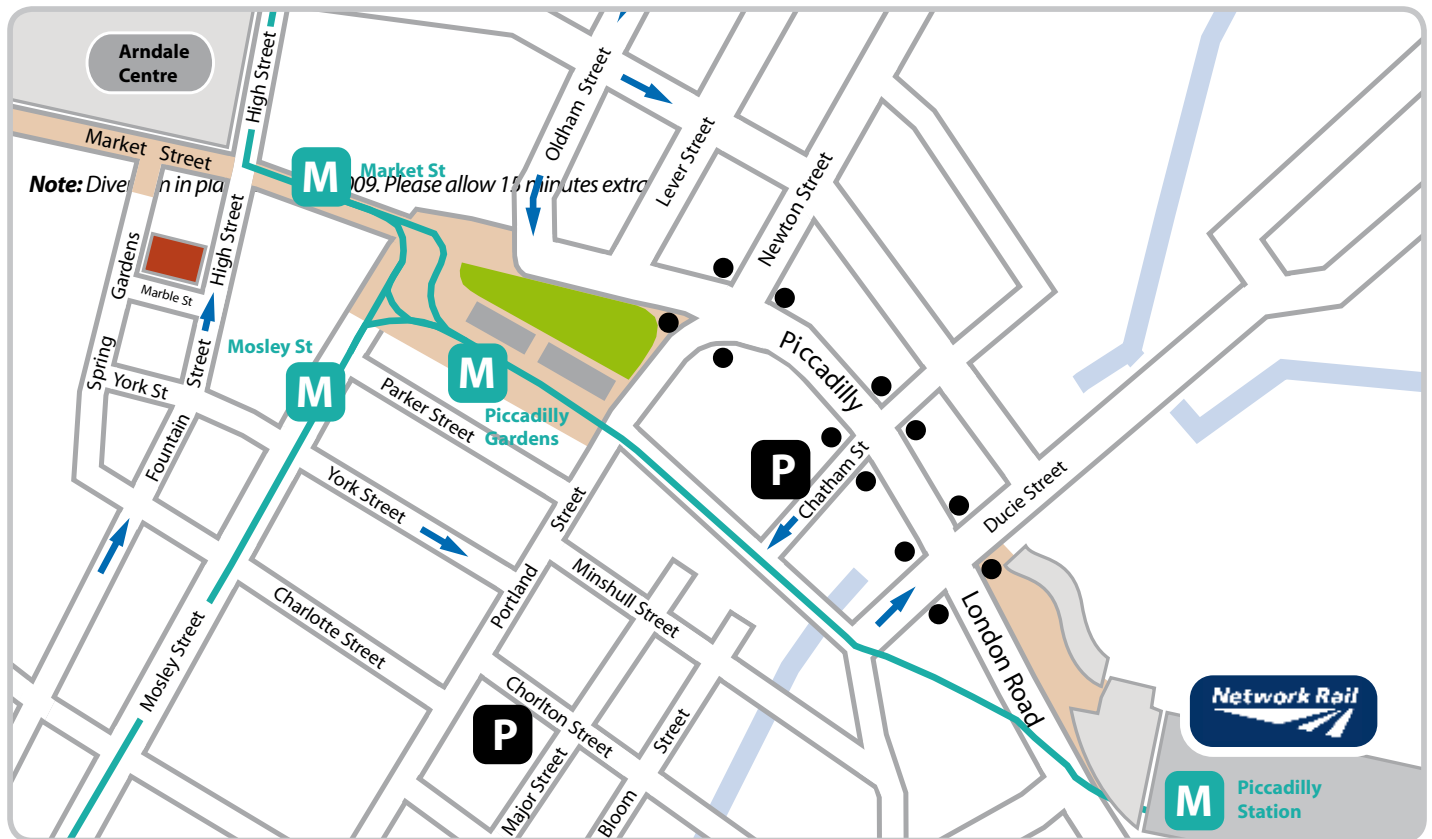 Arndale
Centre
High Street
Market Street
M
Market St
Note: Dive
in pla
009. Please allow 15 minutes extra
Oldham Street
Lever Street
Newton Street
Spring Gardens
High Street
Marble St
Mosley St
M
York St
Fountain Street
Parker Street
M
Piccadilly
Gardens
Piccadilly
P
Chatham St
Ducie Street
York Street
Portland Street
Minshull Street
Charlotte Street
Mosley Street
London Road
Chorlton Street
P
Major Street
Bloom Street
Network Rail
M
Piccadilly
Station